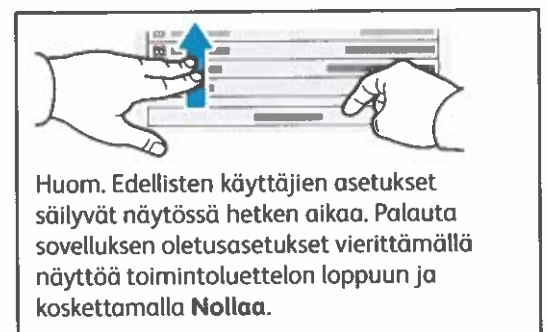 Huom. Edellisten käyttäjien asetukset
säilyvät näytössä hetken aikaa. Palauta
sovelluksen oletusasetukset vierittämällä
näyttöä toimintoluettelon loppuun ja
koskettamalla Nollaa.